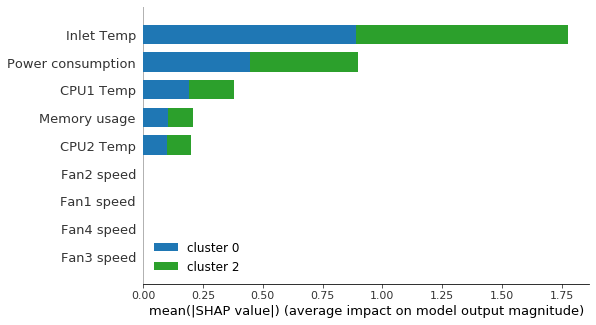 Inlet Temp
Power consumption
CPU1 Temp
Memory usage
CPU2 Temp
Fan2 speed
Fan1 speed
Fan4 speed
Fan3 speed
cluster 0
cluster 2
0.00 0.25 0.50 0.75 1.00 1.25 1.50 1.75
mean(|SHAP value|) (average impact on model output magnitude)